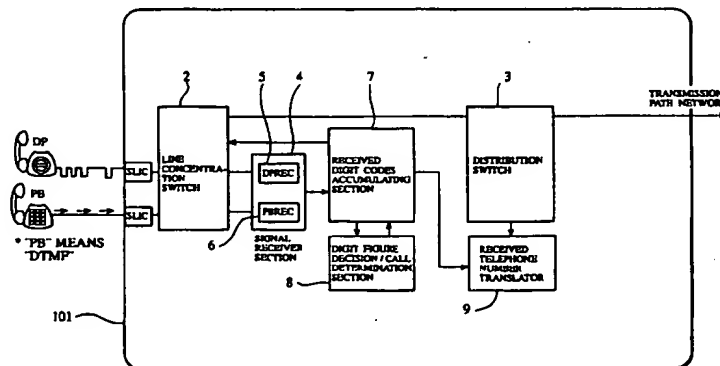 5 4 7 3
2
TRANSMISSION
PATH NETWORK
DP
SLIC
LINE
CONCENTRA-
TION
SWITCH
DPREC
RECEIVED
DIGIT CODES
ACCUMULATING
SECTION
DISTRIBUTION
SWITCH
PB
SLIC
PBREC
* "PB" MEANS
"DTMF"
6
SIGNAL
RECEIVER
SECTION
DIGIT FIGURE
DECISION / CALL
DETERMINATION
SECTION
RECEIVED
TELEPHONE
NUMBER
TRANSLATOR
8
9
101